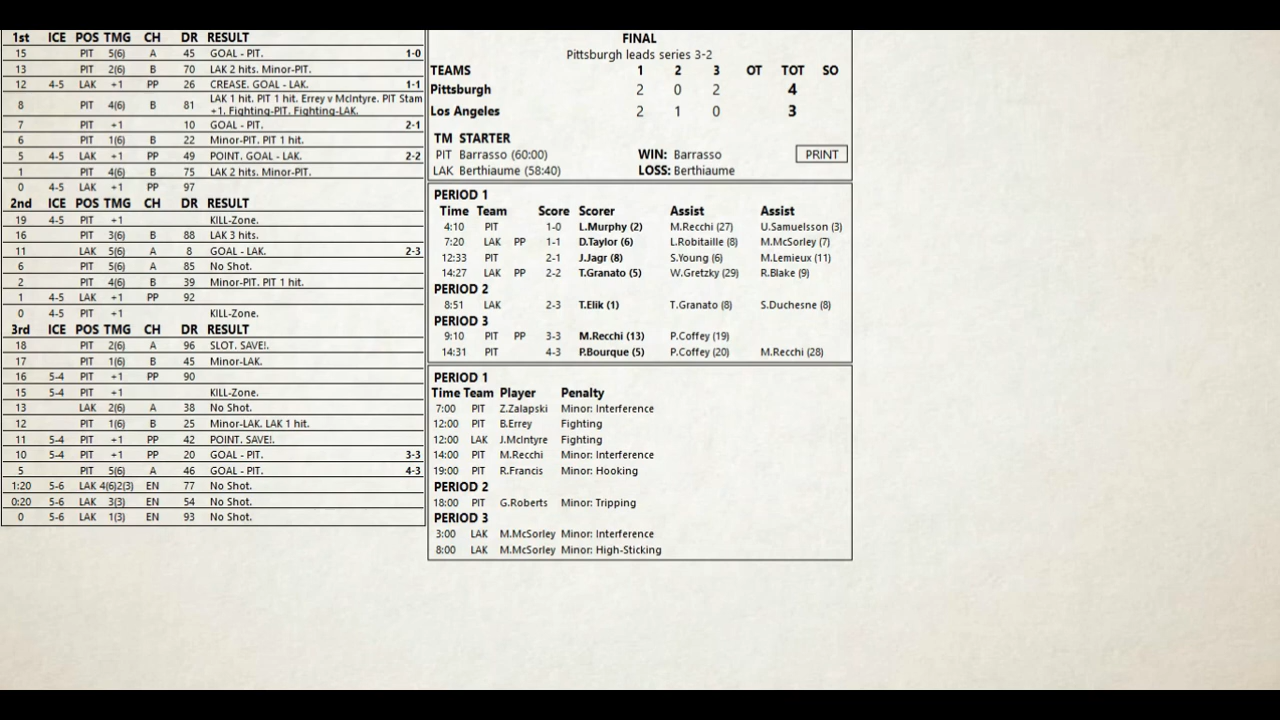 1st ICE POS TMG CH DR RESULT
15 PIT 5(6) A 45 GOAL - PIT. 1-0
13 PIT 2(6) B 70 LAK 2 hits. Minor-PIT.
12 4-5 LAK +1 PP 26 CREASE. GOAL - LAK. 1-1
8 PIT 4(6) B 81 LAK 1 hit. PIT 1 hit. Errey v McIntyre. PIT Stam
+1. Fighting-PIT. Fighting-LAK.
7 PIT +1 10 GOAL - PIT. 2-1
6 PIT 1(6) B 22 Minor-PIT. PIT 1 hit.
5 4-5 LAK +1 PP 49 POINT. GOAL - LAK. 2-2
1 PIT 4(6) B 75 LAK 2 hits. Minor-PIT.
0 4-5 LAK +1 PP 97
2nd ICE POS TMG CH DR RESULT
19 4-5 PIT +1 KILL-Zone.
16 PIT 3(6) B 88 LAK 3 hits.
11 LAK 5(6) A 8 GOAL - LAK. 2-3
6 PIT 5(6) A 85 No Shot.
2 PIT 4(6) B 39 Minor-PIT. PIT 1 hit.
1 4-5 LAK +1 PP 92
0 4-5 PIT +1 KILL-Zone.
3rd ICE POS TMG CH DR RESULT
18 PIT 2(6) A 96 SLOT. SAVE!.
17 PIT 1(6) B 45 Minor-LAK.
16 5-4 PIT +1 PP 90
15 5-4 PIT +1 KILL-Zone.
13 LAK 2(6) A 38 No Shot.
12 PIT 1(6) B 25 Minor-LAK. LAK 1 hit.
11 5-4 PIT +1 PP 42 POINT. SAVE!.
10 5-4 PIT +1 PP 20 GOAL - PIT. 3-3
5 PIT 5(6) A 46 GOAL - PIT. 4-3
1:20 5-6 LAK 4(6)2(3) EN 77 No Shot.
0:20 5-6 LAK 3(3) EN 54 No Shot.
0 5-6 LAK 1(3) EN 93 No Shot.
FINAL
Pittsburgh leads series 3-2
TEAMS 1 2 3 OT TOT SO
Pittsburgh 2 0 2 4
Los Angeles 2 1 0 3
TM STARTER
PIT Barrasso (60:00) WIN: Barrasso PRINT
LAK Berthiaume (58:40) LOSS: Berthiaume
PERIOD 1
Time Team Score Scorer Assist Assist
4:10 PIT 1-0 L.Murphy (2) M.Recchi (27) U.Samuelsson (3)
7:20 LAK PP 1-1 D.Taylor (6) L.Robitaille (8) M.McSorley (7)
12:33 PIT 2-1 J.Jagr (8) S.Young (6) M.Lemieux (11)
14:27 LAK PP 2-2 T.Granato (5) W.Gretzky (29) R.Blake (9)
PERIOD 2
8:51 LAK 2-3 T.Elik (1) T.Granato (8) S.Duchesne (8)
PERIOD 3
9:10 PIT PP 3-3 M.Recchi (13) P.Coffey (19)
14:31 PIT 4-3 P.Bourque (5) P.Coffey (20) M.Recchi (28)
PERIOD 1
Time Team Player Penalty
7:00 PIT Z.Zalapski Minor: Interference
12:00 PIT B.Errey Fighting
12:00 LAK J.McIntyre Fighting
14:00 PIT M.Recchi Minor: Interference
19:00 PIT R.Francis Minor: Hooking
PERIOD 2
18:00 PIT G.Roberts Minor: Tripping
PERIOD 3
3:00 LAK M.McSorley Minor: Interference
8:00 LAK M.McSorley Minor: High-Sticking